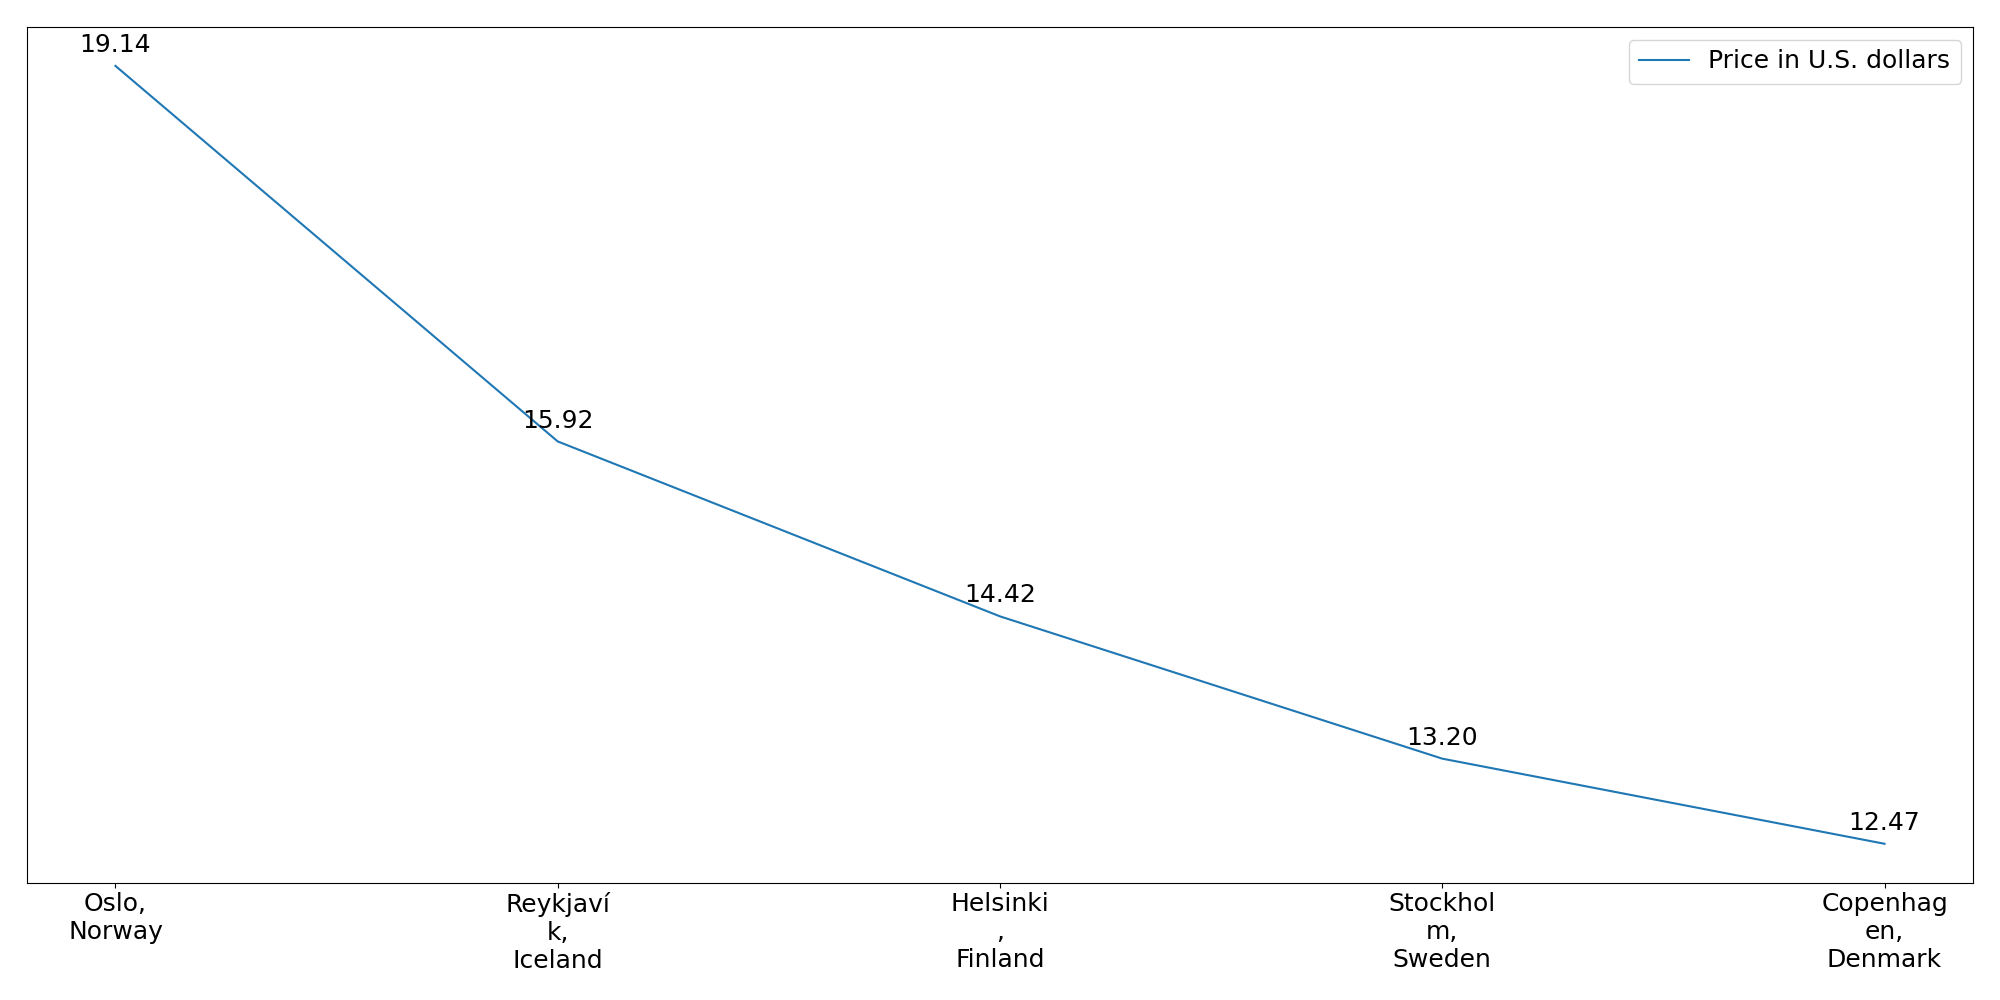 19.14
Price in U.S. dollars
15.92
14.42
13.20
12.47
Oslo,
Norway
Reykjaví
k,
Iceland
Helsinki
,
Finland
Stockhol
m,
Sweden
Copenhag
en,
Denmark